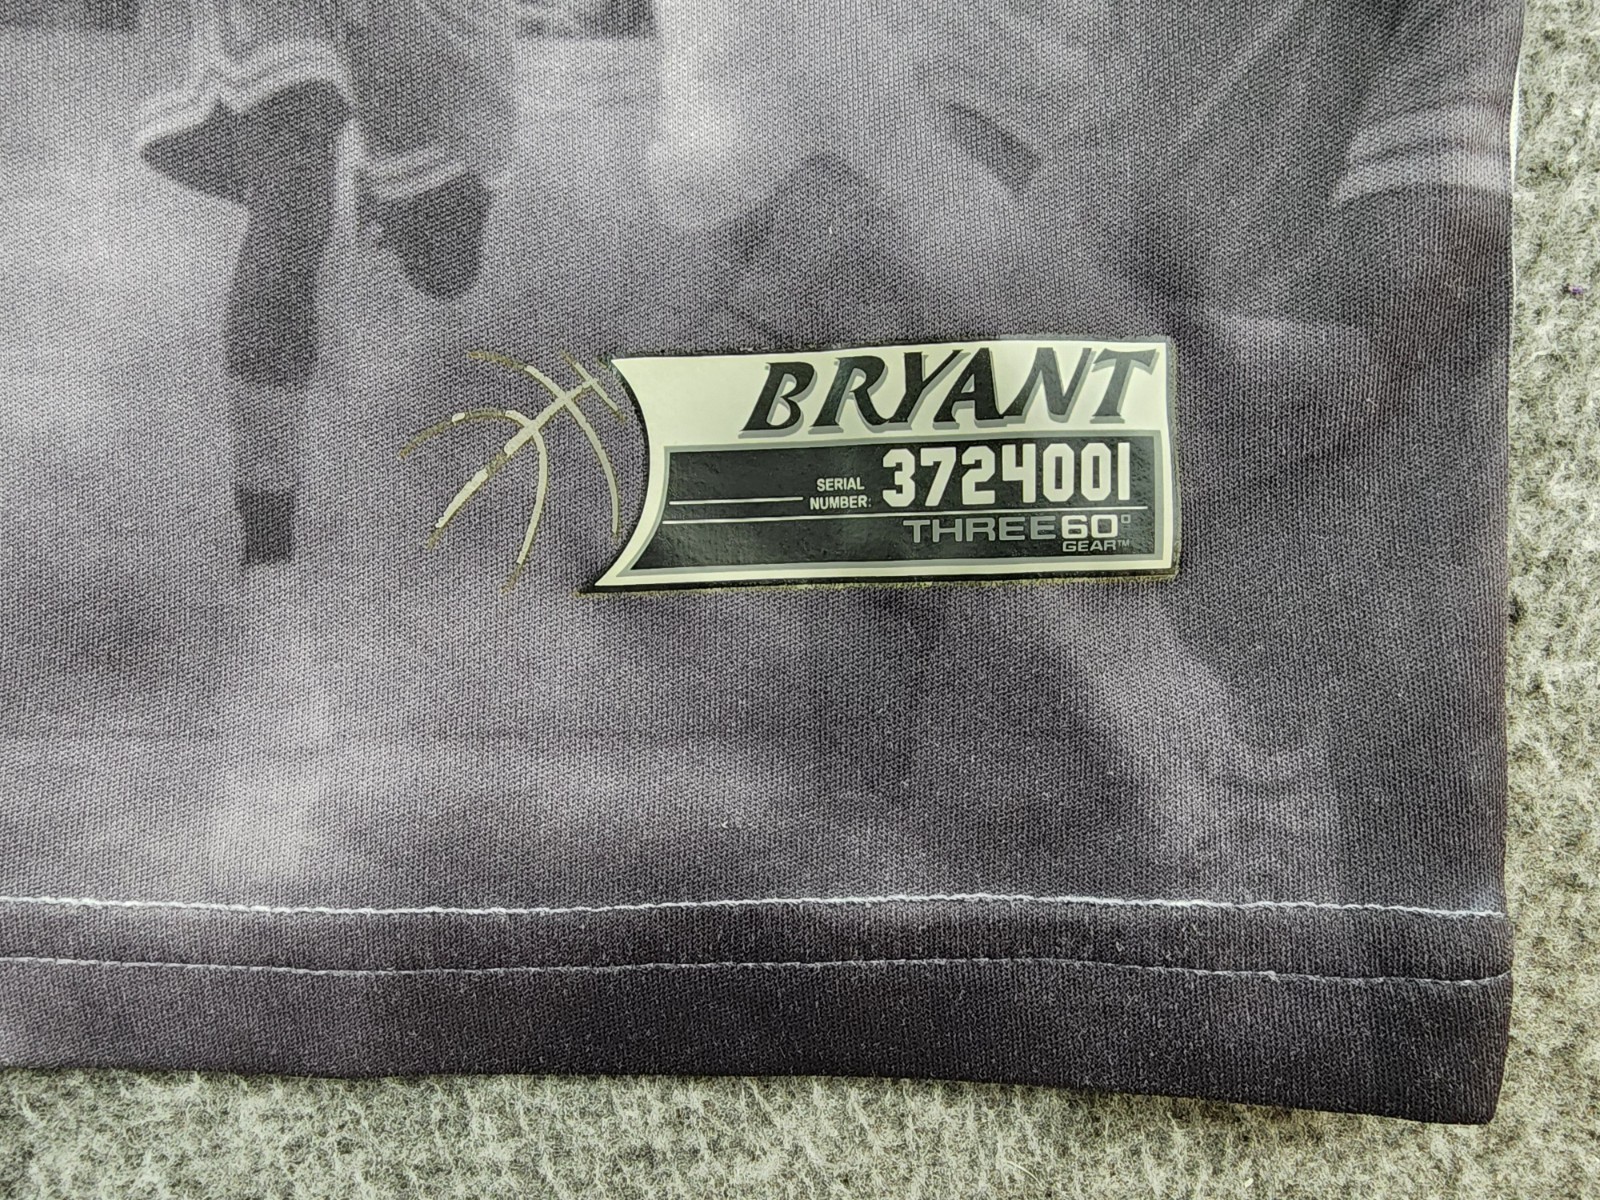 BRYANT
SERIAL
NUMBER: 3724001
THREE60°
GEAR™